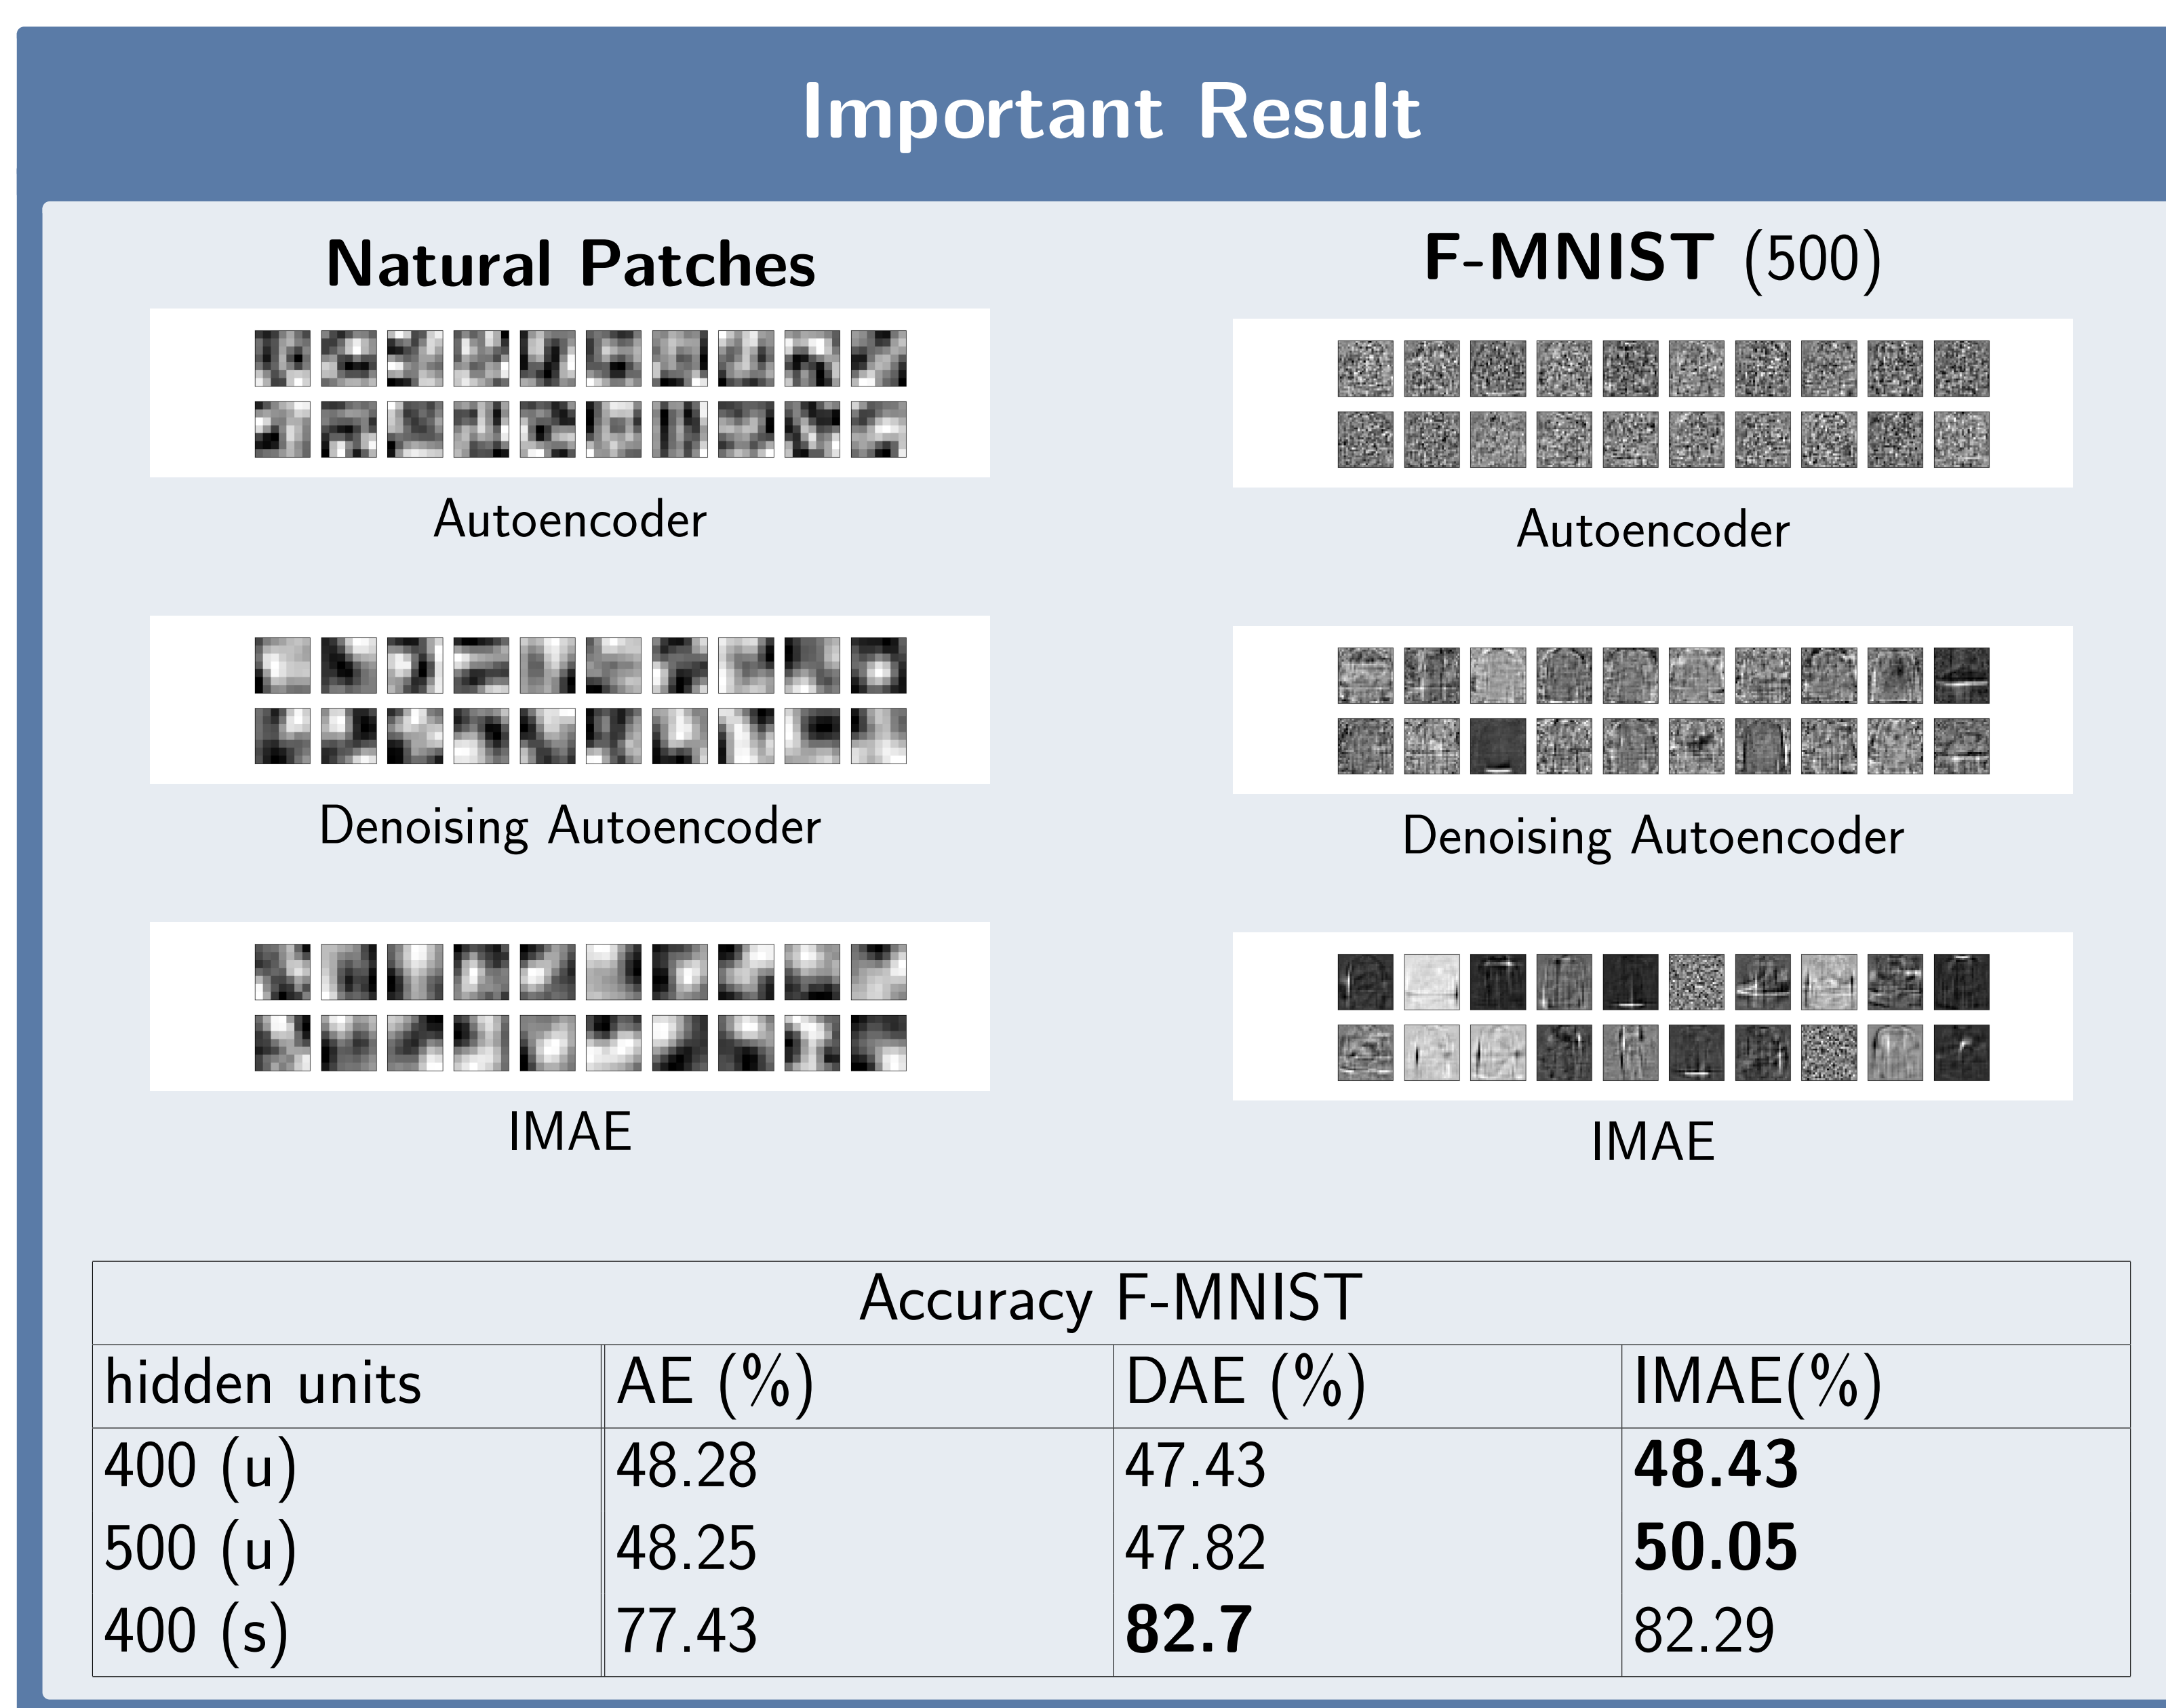 Important Result
Natural Patches
Autoencoder
Denoising Autoencoder
IMAE
F-MNIST (500)
Autoencoder
Denoising Autoencoder
IMAE
Accuracy F-MNIST
hidden units AE (%) DAE (%) IMAE(%)
400 (u) 48.28 47.43 48.43
500 (u) 48.25 47.82 50.05
400 (s) 77.43 82.7 82.29